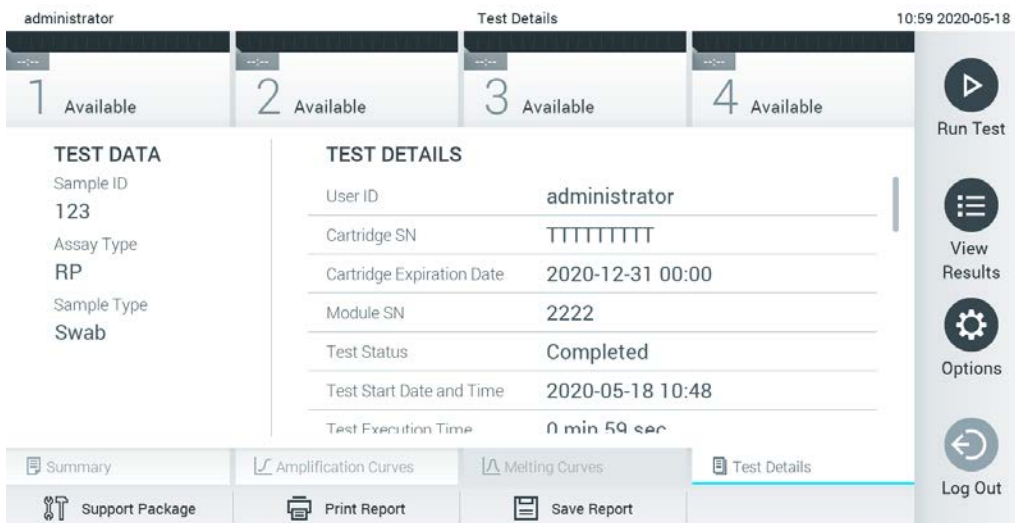 administrator Test Details 10:59 2020-05-18
--:-- --:-- --:-- --:--
1 Available 2 Available 3 Available 4 Available
Run Test
TEST DATA
Sample ID
123
Assay Type
RP
Sample Type
Swab
TEST DETAILS
User ID administrator
Cartridge SN TTTTTTTTT
Cartridge Expiration Date 2020-12-31 00:00
Module SN 2222
Test Status Completed
Test Start Date and Time 2020-05-18 10:48
Test Execution Time 0 min 59 sec
View
Results
Options
Log Out
Summary Amplification Curves Melting Curves Test Details
Support Package Print Report Save Report